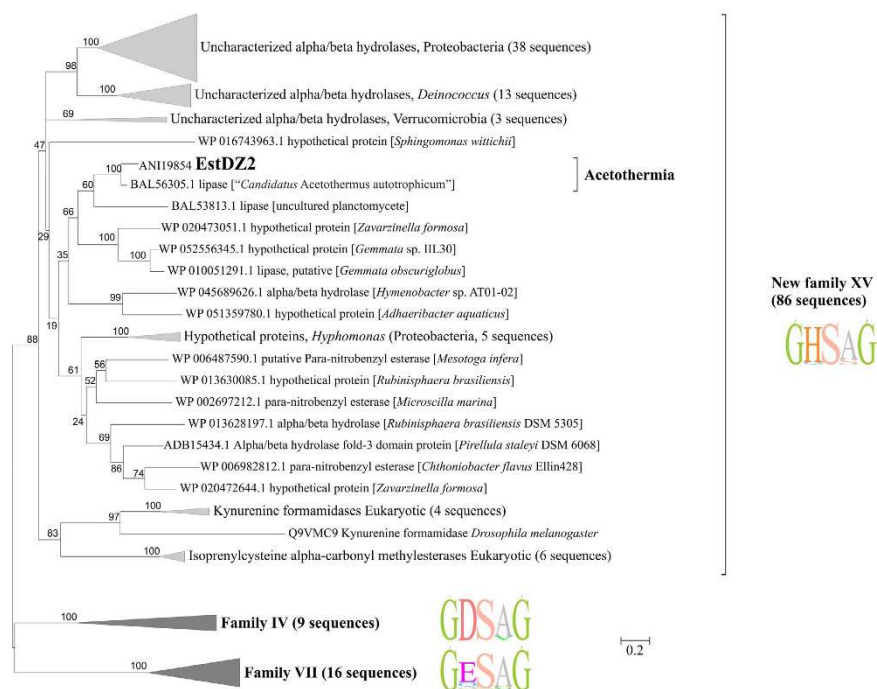 100
Uncharacterized alpha/beta hydrolases, Proteobacteria (38 sequences)
98
100
Uncharacterized alpha/beta hydrolases, Deinococcus (13 sequences)
69
Uncharacterized alpha/beta hydrolases, Verrucomicrobia (3 sequences)
47
WP 016743963.1 hypothetical protein [Sphingomonas wittichii]
100
ANI19854 EstDZ2
Acetothermia
60
BAL56305.1 lipase ["Candidatus Acetothermus autotrophicum"]
66
BAL53813.1 lipase [uncultured planctomycete]
29
WP 020473051.1 hypothetical protein [Zavarzinella formosa]
100
35
WP 052556345.1 hypothetical protein [Gemmata sp. IIL30]
100
WP 010051291.1 lipase, putative [Gemmata obscuriglobus]
New family XV
(86 sequences)
WP 045689626.1 alpha/beta hydrolase [Hymenobacter sp. AT01-02]
99
19
WP 051359780.1 hypothetical protein [Adhaeribacter aquaticus]
88
100
Hypothetical proteins, Hyphomonas (Proteobacteria, 5 sequences)
GHSAG
WP 006487590.1 putative Para-nitrobenzyl esterase [Mesotoga infera]
56
61
52
WP 013630085.1 hypothetical protein [Rubinisphaera brasiliensis]
WP 002697212.1 para-nitrobenzyl esterase [Microscilla marina]
24
WP 013628197.1 alpha/beta hydrolase [Rubinisphaera brasiliensis DSM 5305]
69
ADB15434.1 Alpha/beta hydrolase fold-3 domain protein [Pirellula staleyi DSM 6068]
86
WP 006982812.1 para-nitrobenzyl esterase [Chthoniobacter flavus Ellin428]
74
WP 020472644.1 hypothetical protein [Zavarzinella formosa]
100
Kynurenine formamidases Eukaryotic (4 sequences)
97
83
Q9VMC9 Kynurenine formamidase Drosophila melanogaster
100
Isoprenylcysteine alpha-carbonyl methylesterases Eukaryotic (6 sequences)
100
Family IV (9 sequences)
GDSAG
0.2
100
Family VII (16 sequences)
GESAG